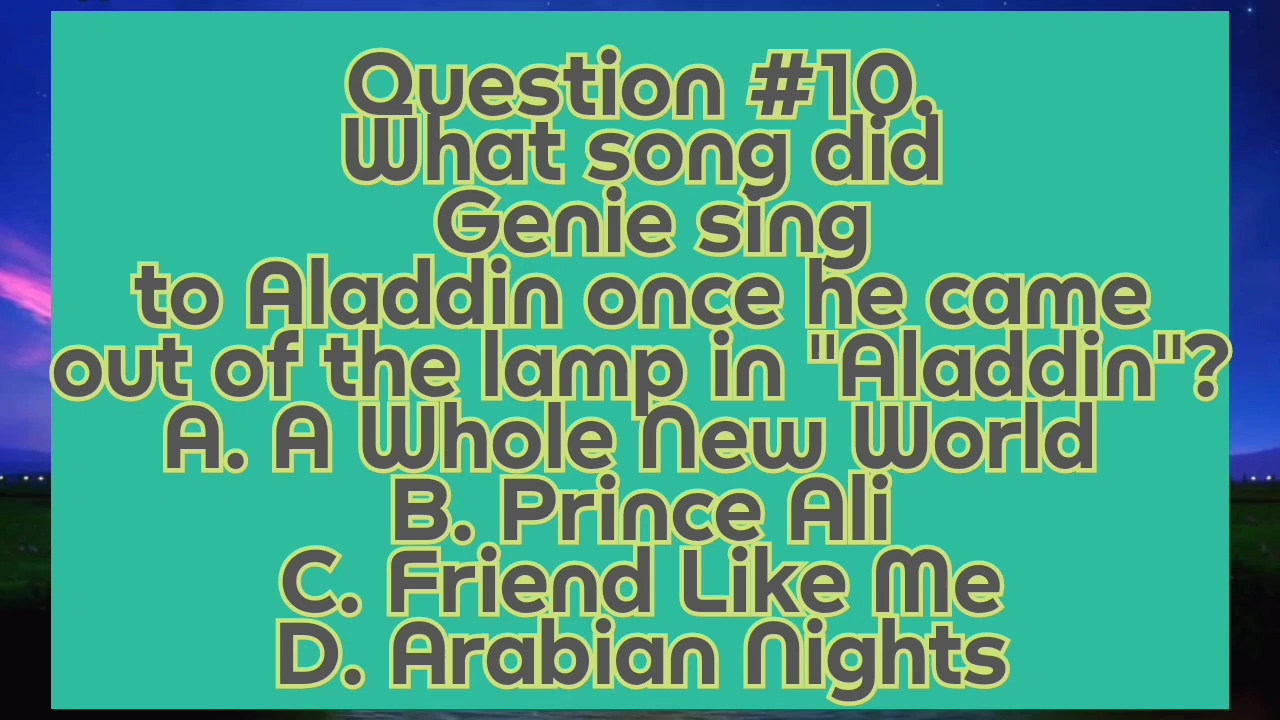 Question #10.
What song did
Genie sing
to Aladdin once he came
out of the lamp in "Aladdin"?
A. A Whole New World
B. Prince Ali
C. Friend Like Me
D. Arabian Nights